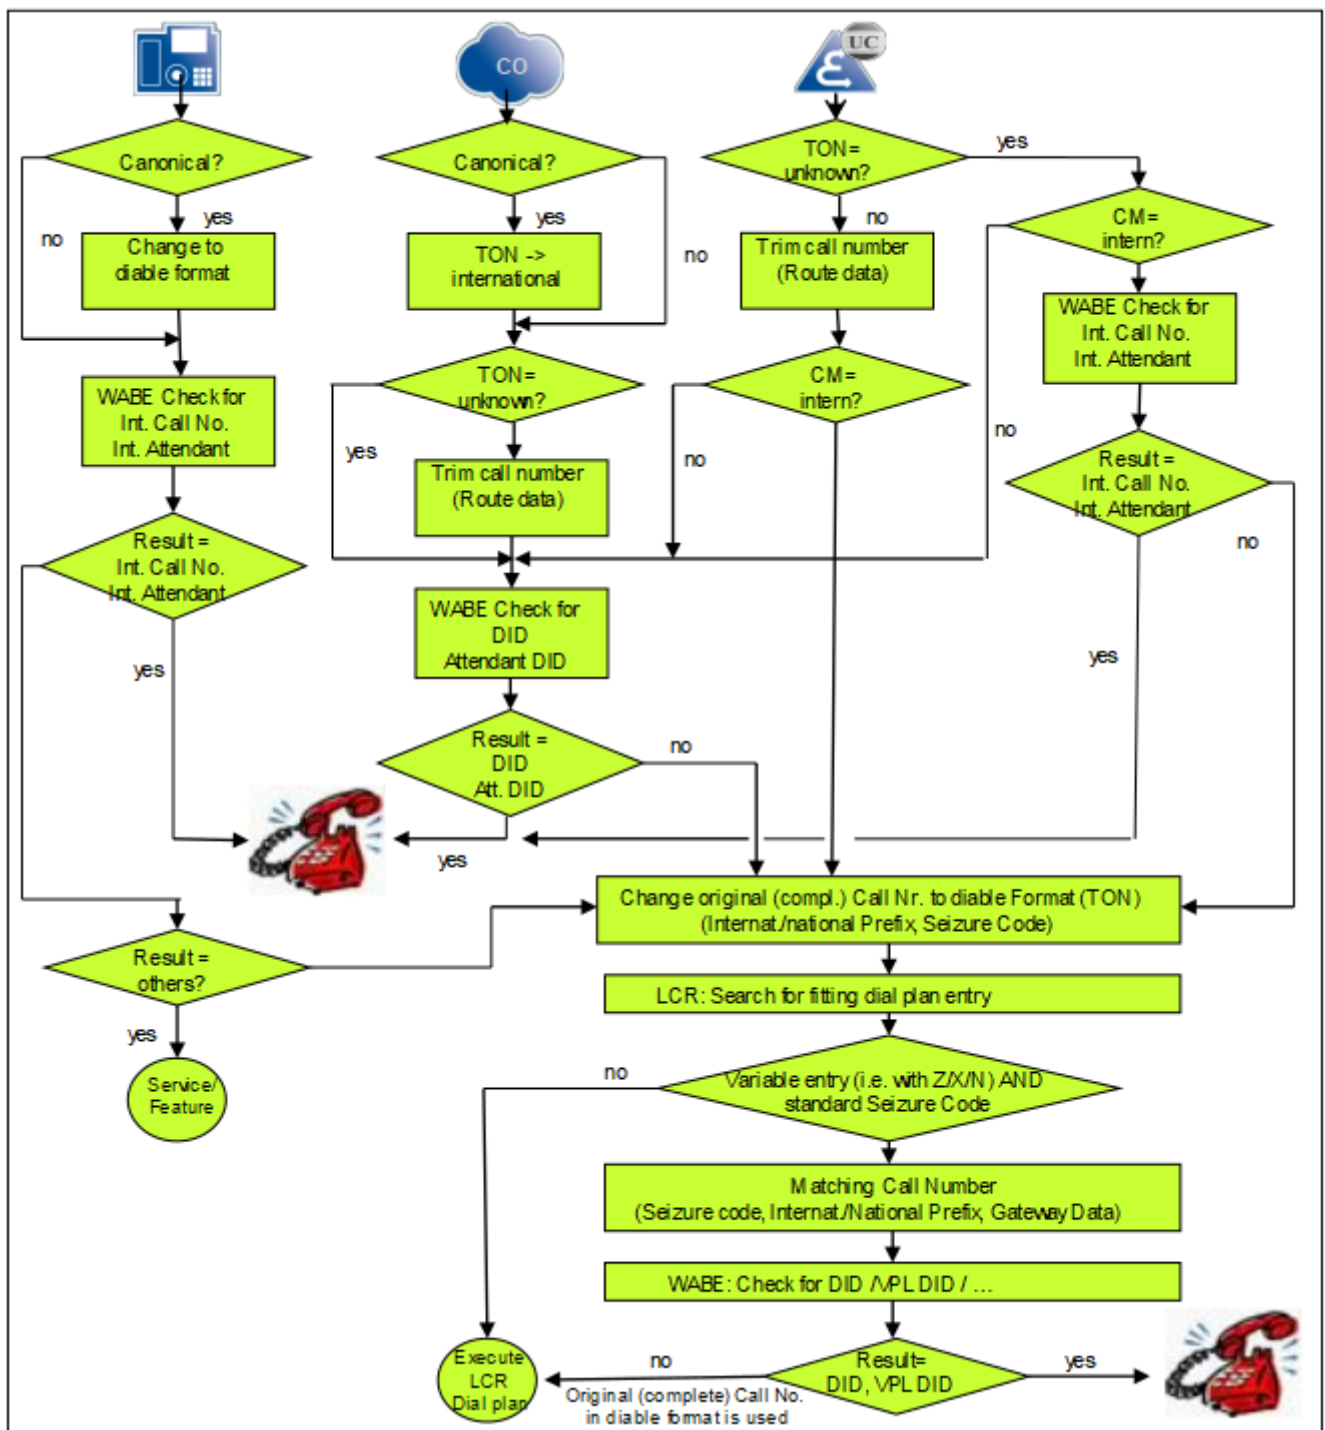 CO
UC
Canonical?
yes
no
Change to
diable format
WABE Check for
Int. Call No.
Int. Attendant
Result =
Int. Call No.
Int. Attendant
yes
Result =
others?
yes
Service/
Feature
Canonical?
yes
no
TON ->
international
TON=
unknown?
yes
Trim call number
(Route data)
WABE Check for
DID
Attendant DID
Result =
DID
Att. DID
no
yes
TON=
unknown?
yes
no
Trim call number
(Route data)
CM=
intern?
no
CM=
intern?
no
WABE Check for
Int. Call No.
Int. Attendant
Result =
Int. Call No.
Int. Attendant
no
yes
Change original (compl.) Call Nr. to diable Format (TON)
(Internat./national Prefix, Seizure Code)
LCR: Search for fitting dial plan entry
no
Variable entry (i.e. with Z/X/N) AND
standard Seizure Code
Matching Call Number
(Seizure code, Internat./National Prefix, Gateway Data)
WABE: Check for DID /VPL DID / ...
Result=
DID, VPL DID
yes
no
Original (complete) Call No.
in diable format is used
Execute
LCR
Dial plan